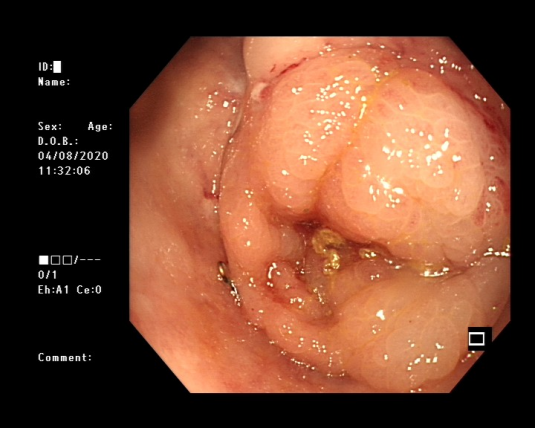 ID:
Name:
Sex: Age:
D.O.B.:
04/08/2020
11:32:06
■□□/---
0/1
Eh:A1 Ce:0
Comment: